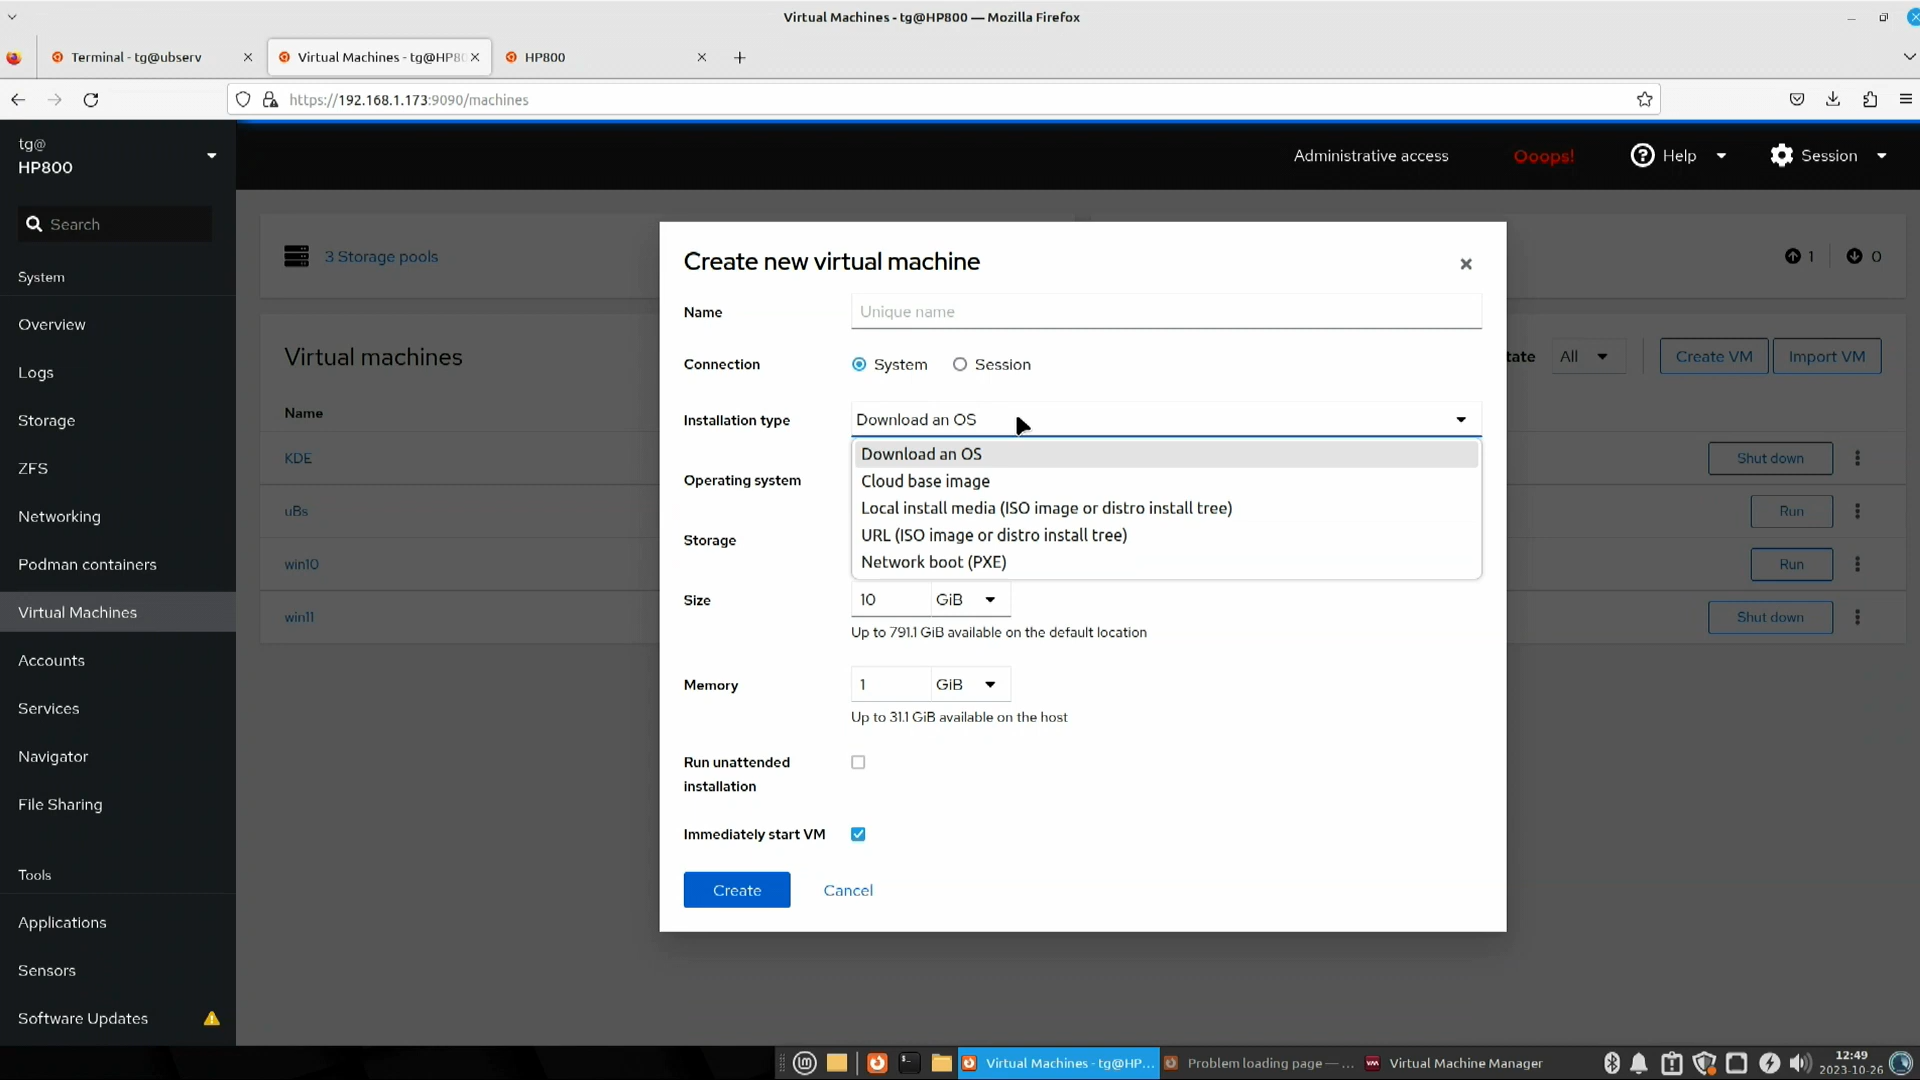 Virtual Machines - tg@HP800 — Mozilla Firefox
Terminal - tg@ubserv
Virtual Machines - tg@HP80
HP800
https://192.168.1.173:9090/machines
tg@
HP800
Administrative access
Ooops!
Help
Session
Search
System
Overview
Logs
Storage
ZFS
Networking
Podman containers
Virtual Machines
Accounts
Services
Navigator
File Sharing
Tools
Applications
Sensors
Software Updates
3 Storage pools
1
0
Virtual machines
tate
All
Create VM
Import VM
Name
KDE
Shut down
uBs
Run
win10
Run
win11
Shut down
Create new virtual machine
Name
Unique name
Connection
System
Session
Installation type
Download an OS
Download an OS
Cloud base image
Local install media (ISO image or distro install tree)
URL (ISO image or distro install tree)
Network boot (PXE)
Operating system
Storage
Size
10
GiB
Up to 791.1 GiB available on the default location
Memory
1
GiB
Up to 31.1 GiB available on the host
Run unattended
installation
Immediately start VM
Create
Cancel
Virtual Machines - tg@HP...
Problem loading page — ...
Virtual Machine Manager
12:49
2023-10-26